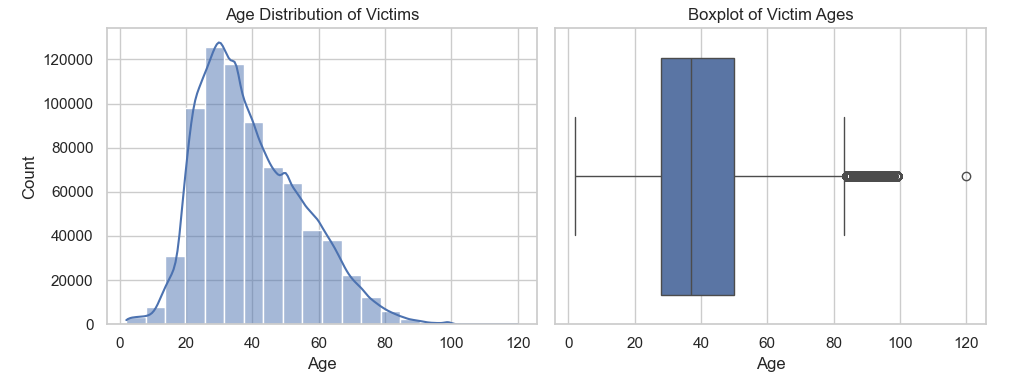 Age Distribution of Victims
120000
100000
80000
60000
40000
20000
0
Count
0 20 40 60 80 100 120
Age
Boxplot of Victim Ages
0 20 40 60 80 100 120
Age